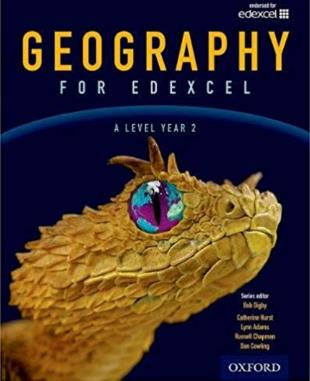 endorsed for
edexcel
GEOGRAPHY
FOR EDEXCEL
A LEVEL YEAR 2
Series editor
Bob Digby
Catherine Hurst
Lynn Adams
Russell Chapman
Dan Cowling
OXFORD